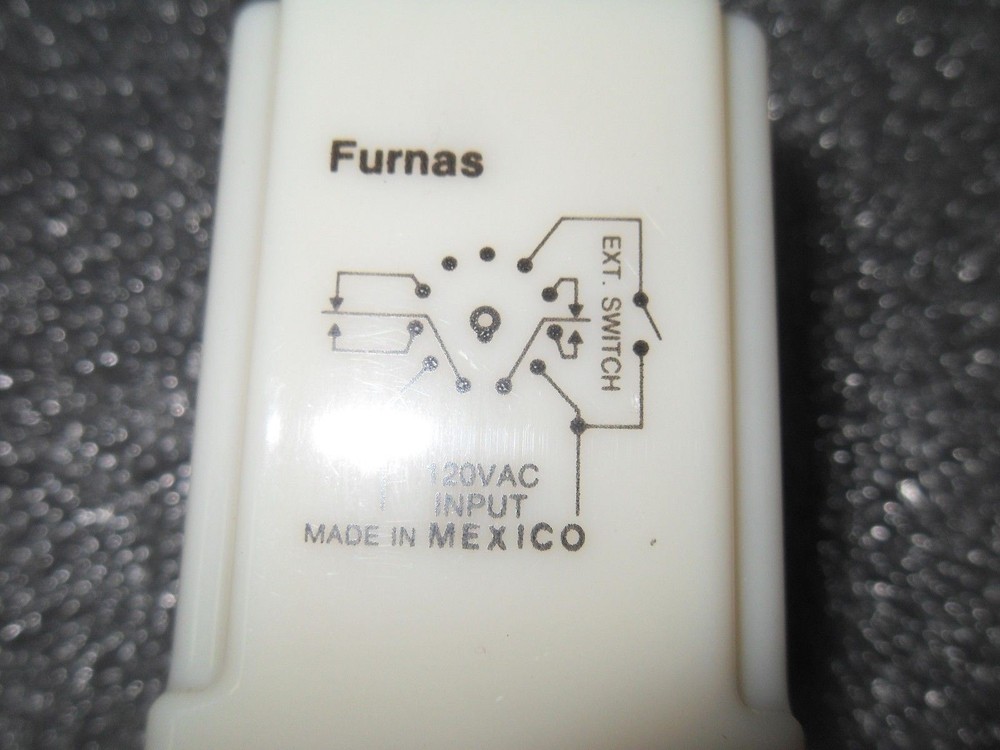 Furnas
EXT. SWITCH
120VAC
INPUT
MADE IN MEXICO